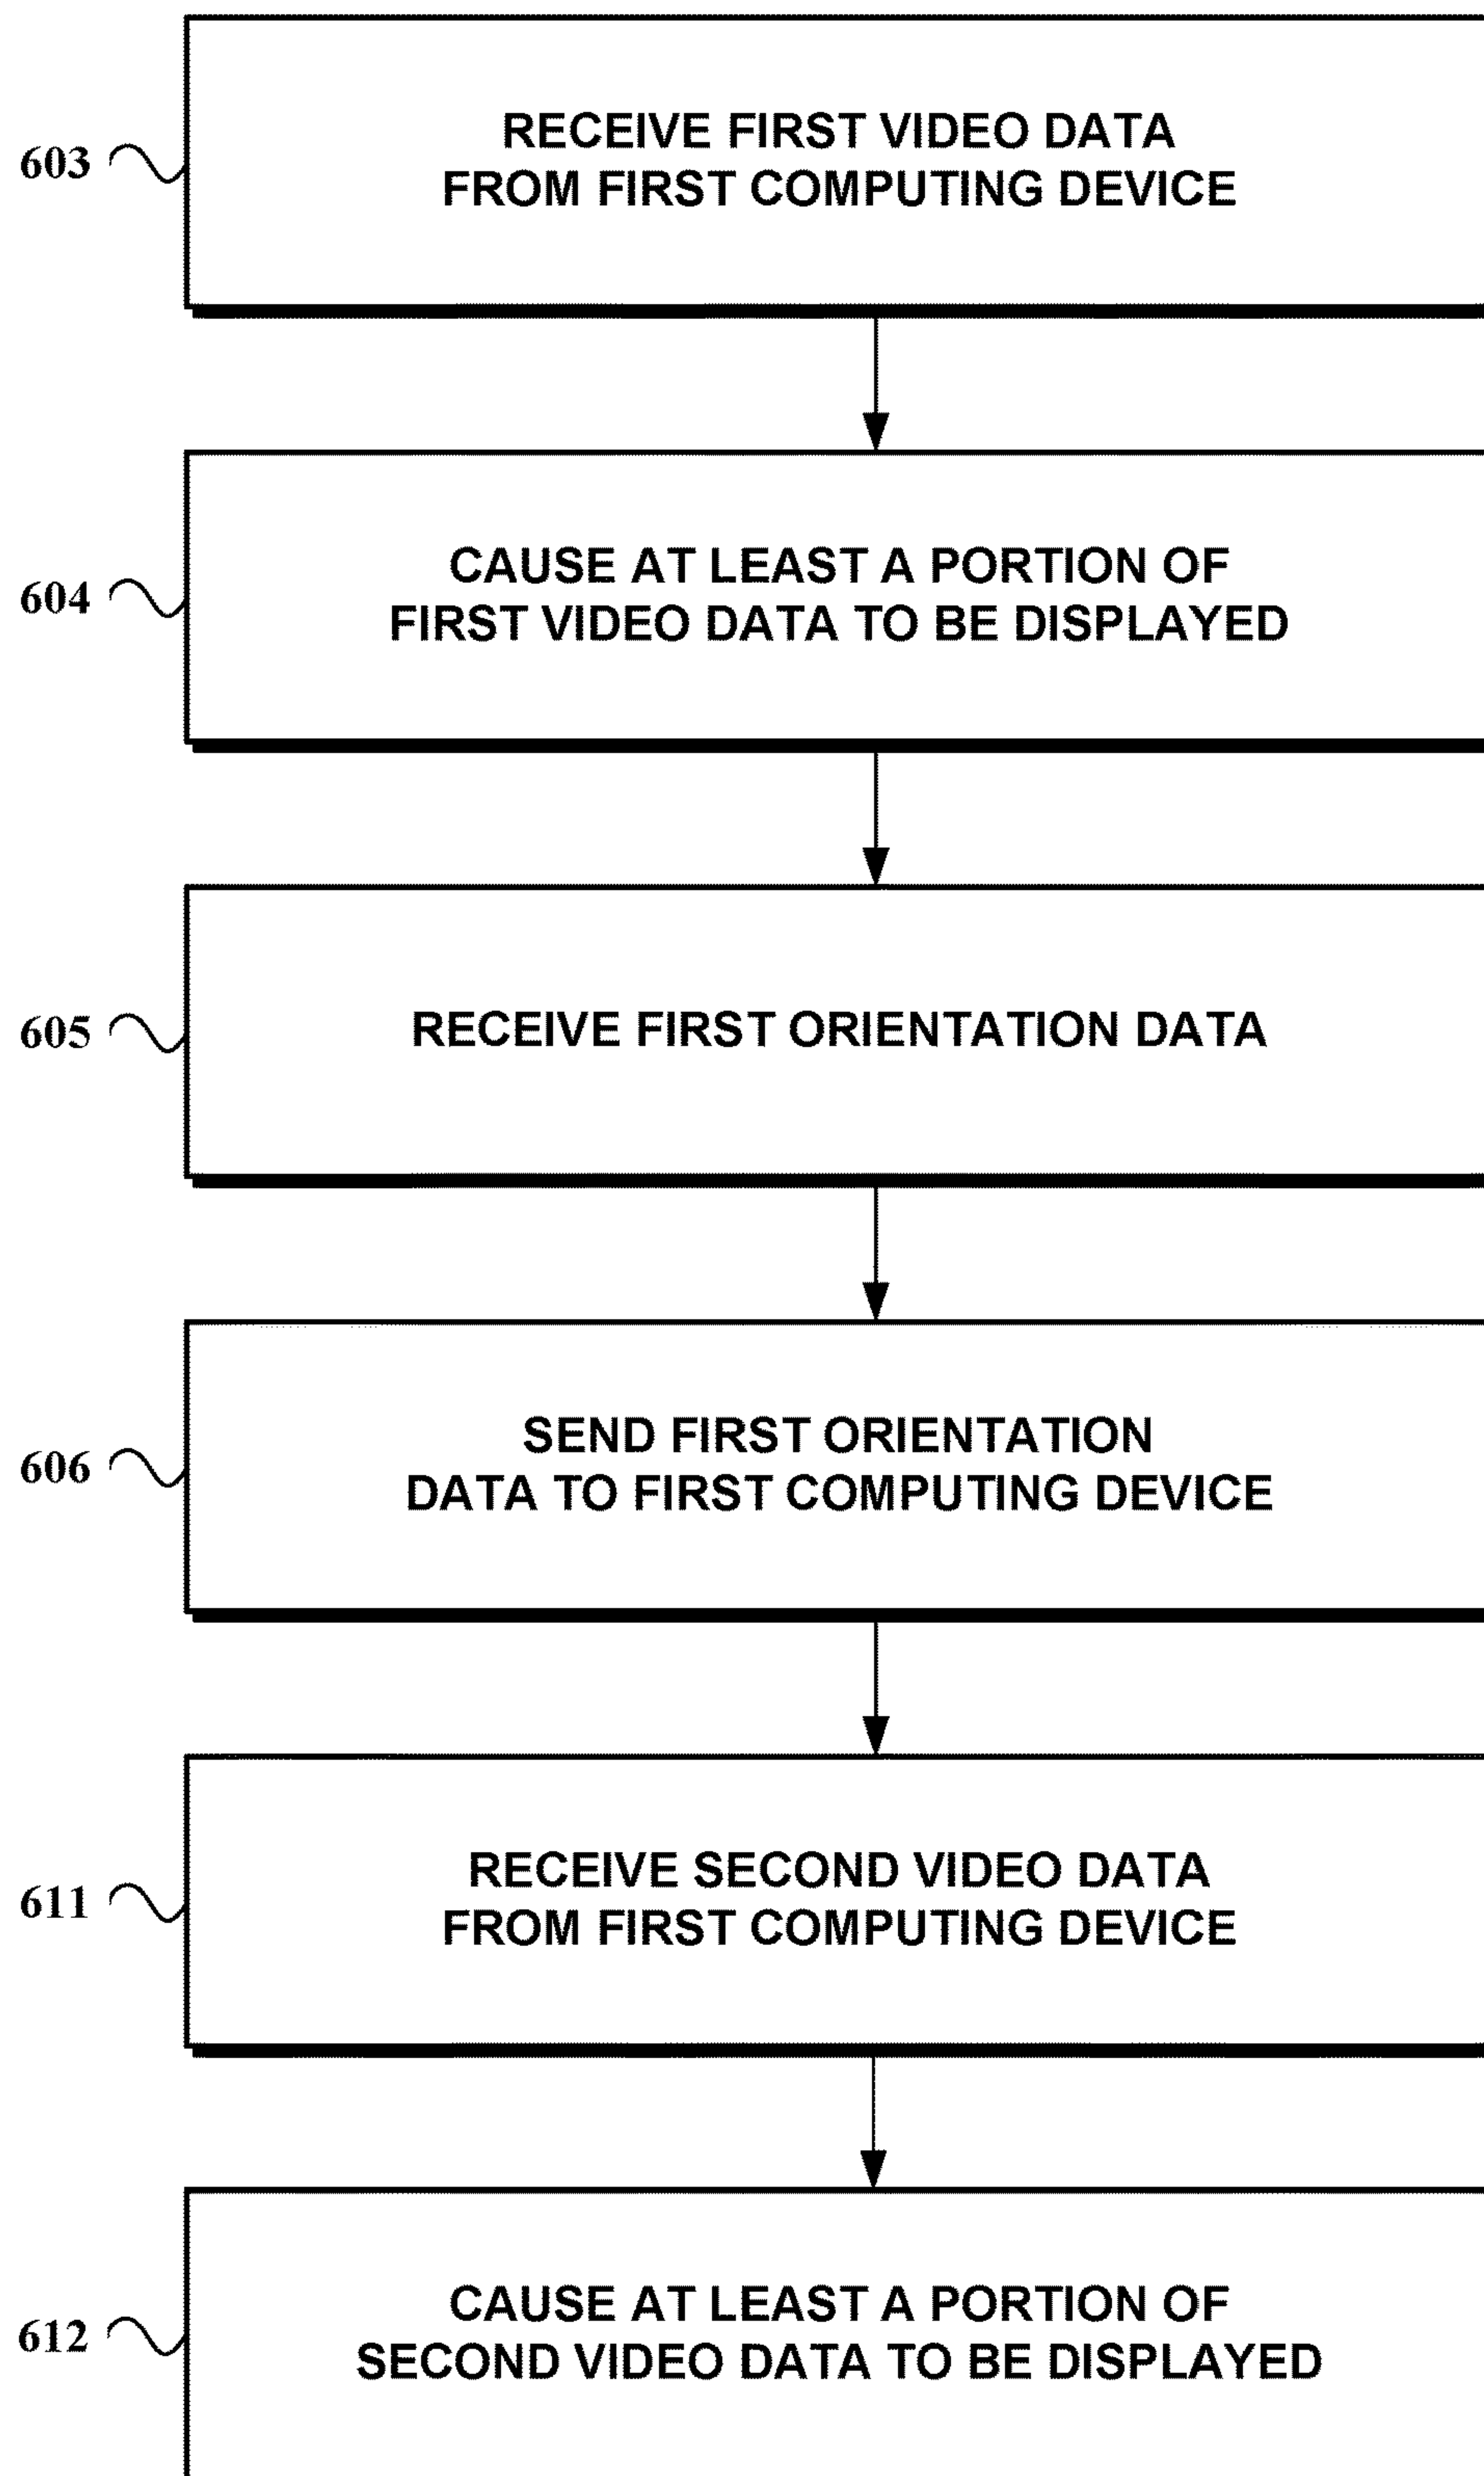 603
RECEIVE FIRST VIDEO DATA
FROM FIRST COMPUTING DEVICE
604
CAUSE AT LEAST A PORTION OF
FIRST VIDEO DATA TO BE DISPLAYED
605
RECEIVE FIRST ORIENTATION DATA
606
SEND FIRST ORIENTATION
DATA TO FIRST COMPUTING DEVICE
611
RECEIVE SECOND VIDEO DATA
FROM FIRST COMPUTING DEVICE
612
CAUSE AT LEAST A PORTION OF
SECOND VIDEO DATA TO BE DISPLAYED